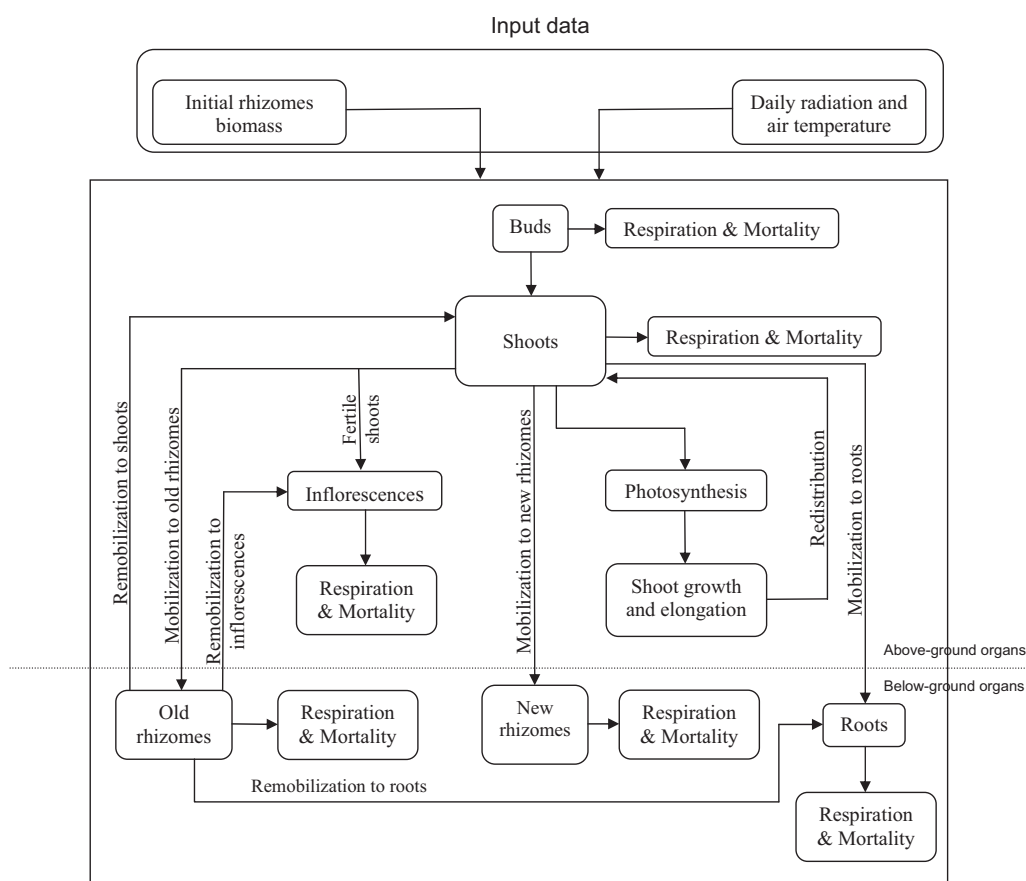 Input data
Initial rhizomes
biomass
Daily radiation and
air temperature
Buds
Respiration & Mortality
Shoots
Respiration & Mortality
Remobilization to shoots
Mobilization to old rhizomes
Remobilization to
inflorescences
Fertile
shoots
Inflorescences
Respiration
& Mortality
Mobilization to new rhizomes
Photosynthesis
Shoot growth
and elongation
Redistribution
Mobilization to roots
Above-ground organs
Below-ground organs
Old
rhizomes
Respiration
& Mortality
New
rhizomes
Respiration
& Mortality
Roots
Remobilization to roots
Respiration
& Mortality